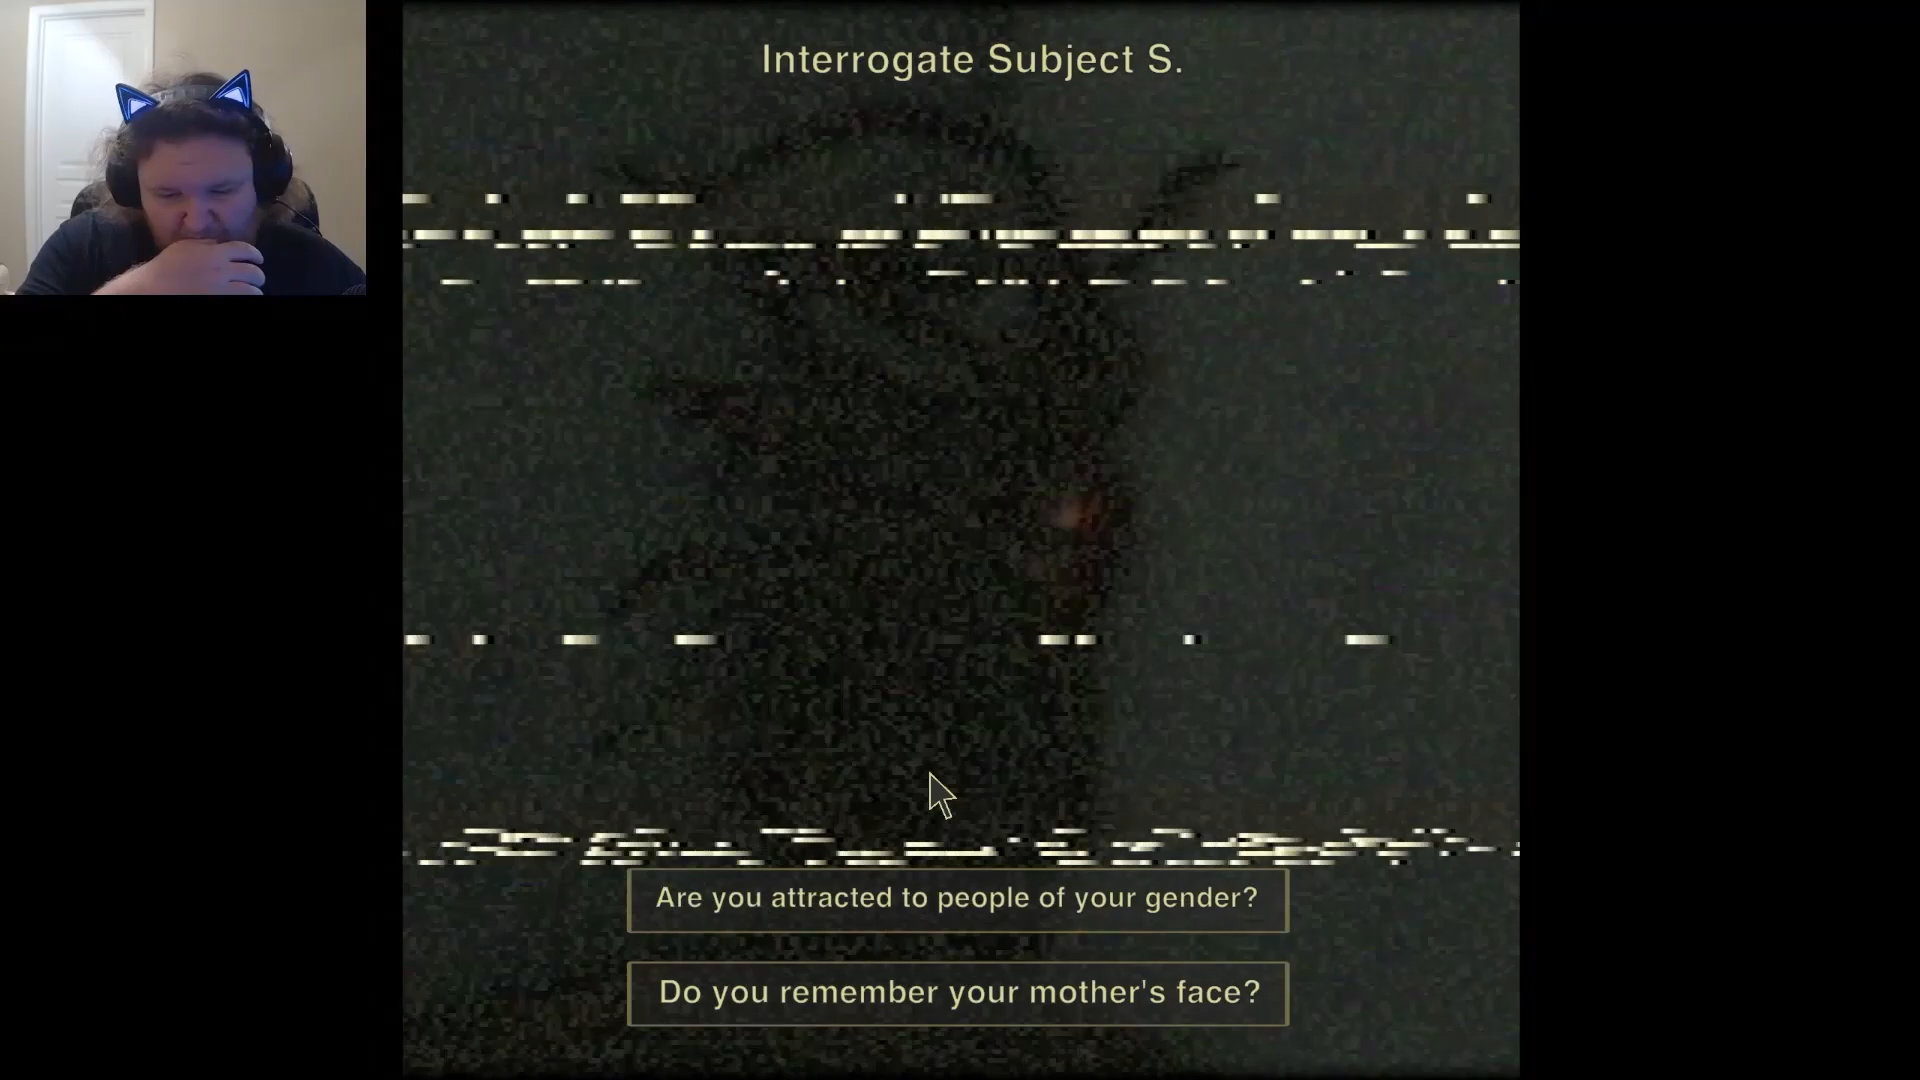 Interrogate Subject S.
Are you attracted to people of your gender?
Do you remember your mother's face?